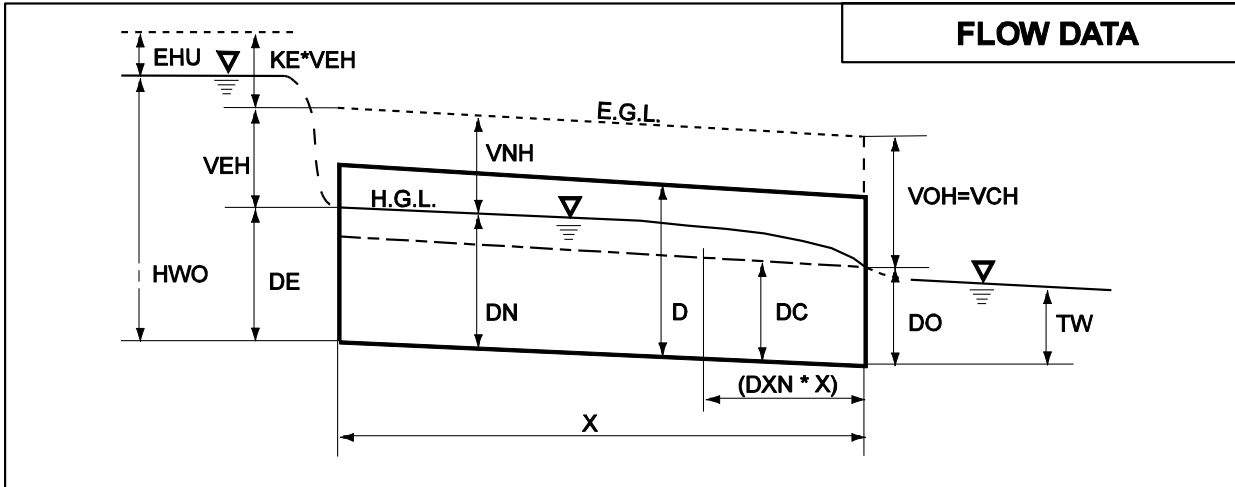 FLOW DATA
EHU
KE*VEH
E.G.L.
VEH
VNH
VOH=VCH
H.G.L.
HWO
DE
DN
D
DC
DO
TW
(DXN * X)
X